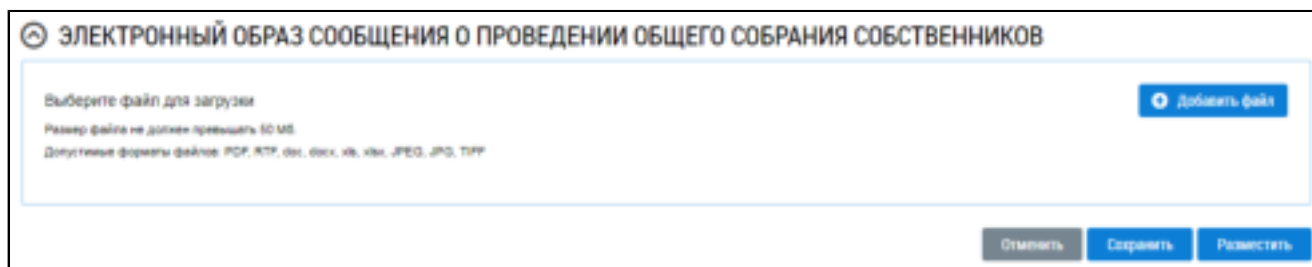 ЭЛЕКТРОННЫЙ ОБРАЗ СООБЩЕНИЯ О ПРОВЕДЕНИИ ОБЩЕГО СОБРАНИЯ СОБСТВЕННИКОВ
Выберите файл для загрузки
Добавить файл
Размер файла не должен превышать 50 Мб.
Допустимые форматы файлов: PDF, RTF, doc, docx, xls, xlsx, JPEG, JPG, TIFF
Отменить Сохранить Разместить